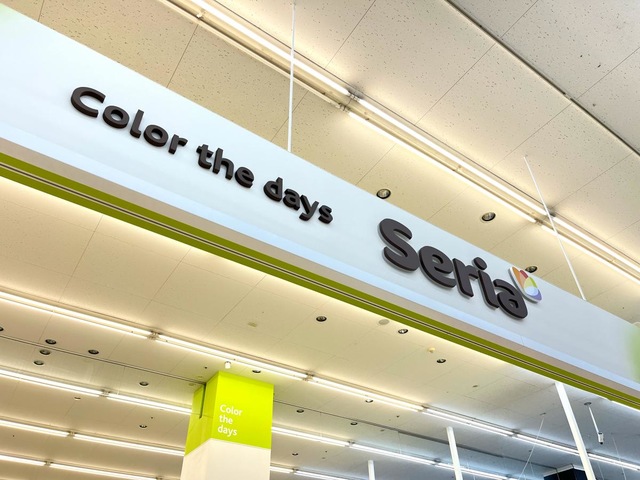 Color the days
Seria
Color
the
days